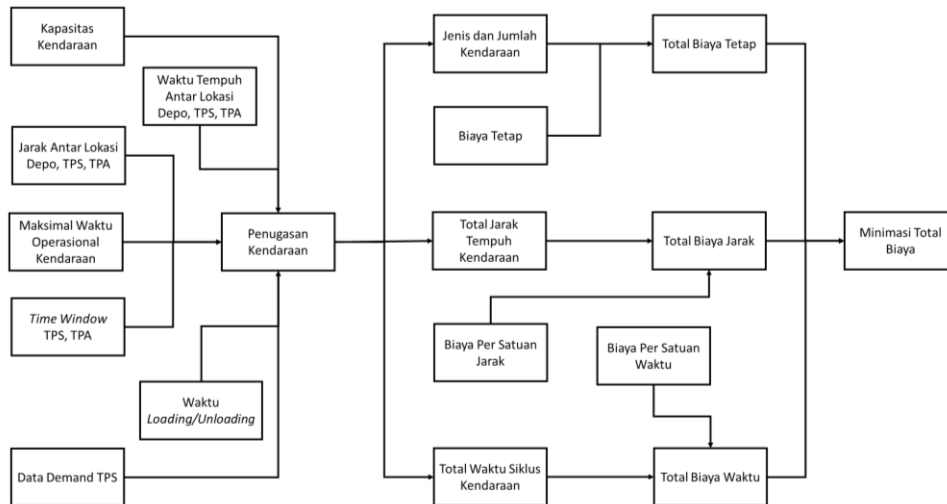 Kapasitas
Kendaraan
Waktu Tempuh
Antar Lokasi
Depo, TPS, TPA
Jarak Antar Lokasi
Depo, TPS, TPA
Maksimal Waktu
Operasional
Kendaraan
Time Window
TPS, TPA
Waktu
Loading/Unloading
Data Demand TPS
Penugasan
Kendaraan
Jenis dan Jumlah
Kendaraan
Biaya Tetap
Total Jarak
Tempuh
Kendaraan
Biaya Per Satuan
Jarak
Total Waktu Siklus
Kendaraan
Total Biaya Tetap
Total Biaya Jarak
Biaya Per Satuan
Waktu
Total Biaya Waktu
Minimasi Total
Biaya